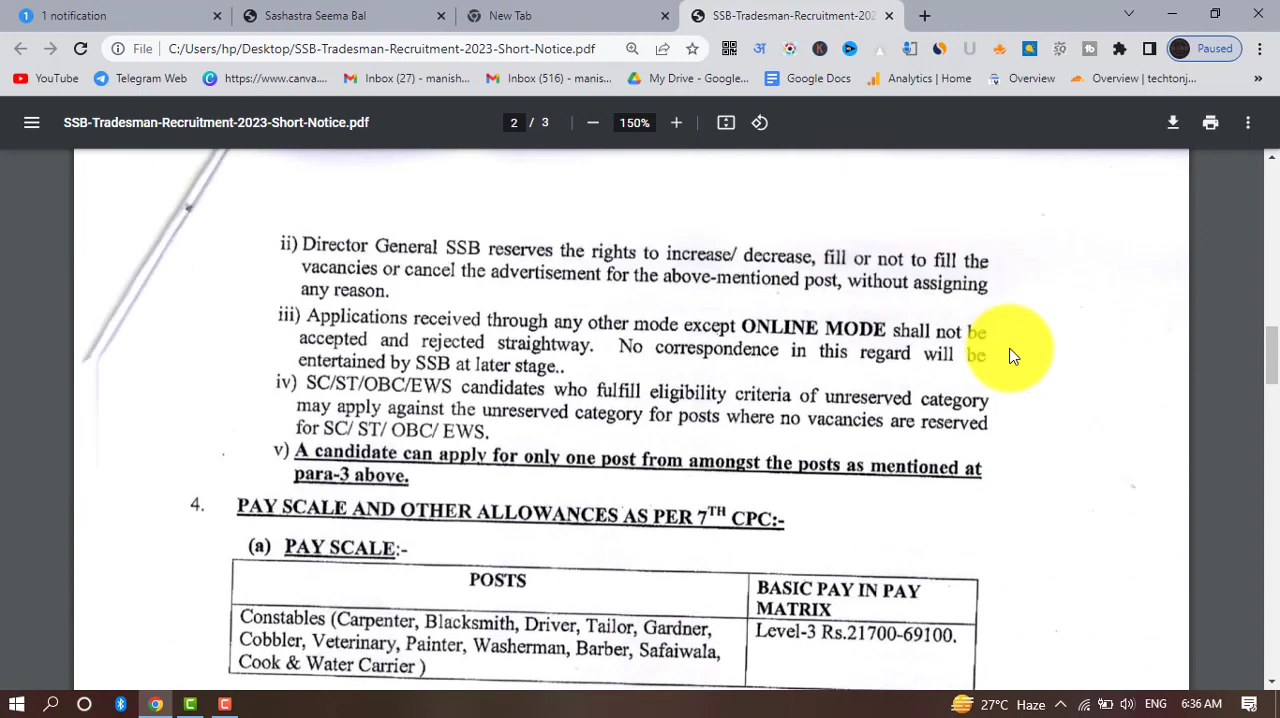 1 1 notification
Sashastra Seema Bal
New Tab
SSB-Tradesman-Recruitment-202
File C:/Users/hp/Desktop/SSB-Tradesman-Recruitment-2023-Short-Notice.pdf
अ
K
U
Paused
YouTube
Telegram Web
https://www.canva....
Inbox (27) - manish...
Inbox (516) - manis...
My Drive - Google...
Google Docs
Analytics | Home
Overview
Overview | techtonj...
SSB-Tradesman-Recruitment-2023-Short-Notice.pdf
2 / 3
150%
ii) Director General SSB reserves the rights to increase/ decrease, fill or not to fill the
vacancies or cancel the advertisement for the above-mentioned post, without assigning
any reason.
iii) Applications received through any other mode except ONLINE MODE shall not be
accepted and rejected straightway. No correspondence in this regard will be
entertained by SSB at later stage..
iv) SC/ST/OBC/EWS candidates who fulfill eligibility criteria of unreserved category
may apply against the unreserved category for posts where no vacancies are reserved
for SC/ ST/ OBC/ EWS.
v) A candidate can apply for only one post from amongst the posts as mentioned at
para-3 above.
4. PAY SCALE AND OTHER ALLOWANCES AS PER 7TH CPC:-
(a) PAY SCALE:-
POSTS
BASIC PAY IN PAY
MATRIX
Constables (Carpenter, Blacksmith, Driver, Tailor, Gardner,
Cobbler, Veterinary, Painter, Washerman, Barber, Safaiwala,
Cook & Water Carrier )
Level-3 Rs.21700-69100.
27°C Haze
ENG
6:36 AM